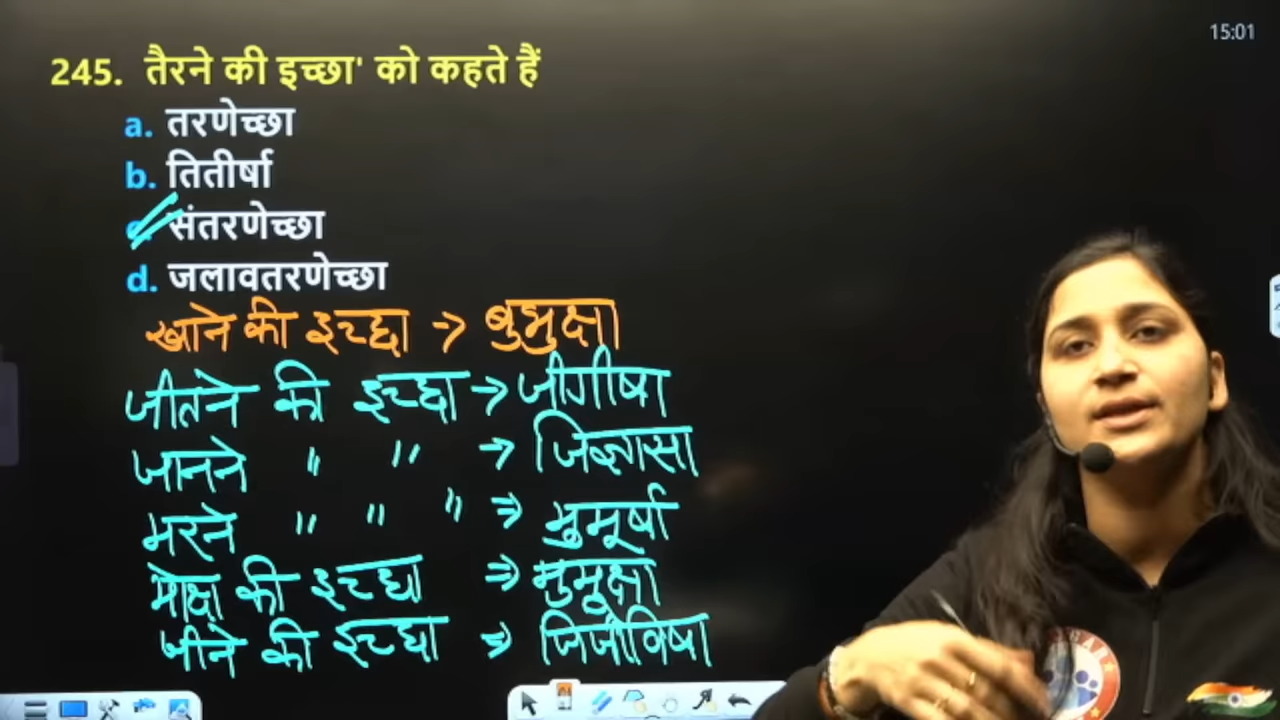 15:01
245. तैरने की इच्छा' को कहते हैं
a. तरणेच्छा
b. तितीर्षा
c. संतरणेच्छा
d. जलावतरणेच्छा
खाने की इच्छा → बुभुक्षा
जीतने की इच्छा → जीगीषा
जानने " " → जिज्ञासा
मरने " " " ⇒ मुमूर्षा
मोक्ष की इच्छा ⇒ मुमुक्षा
जीने की इच्छा ⇒ जिजीविषा